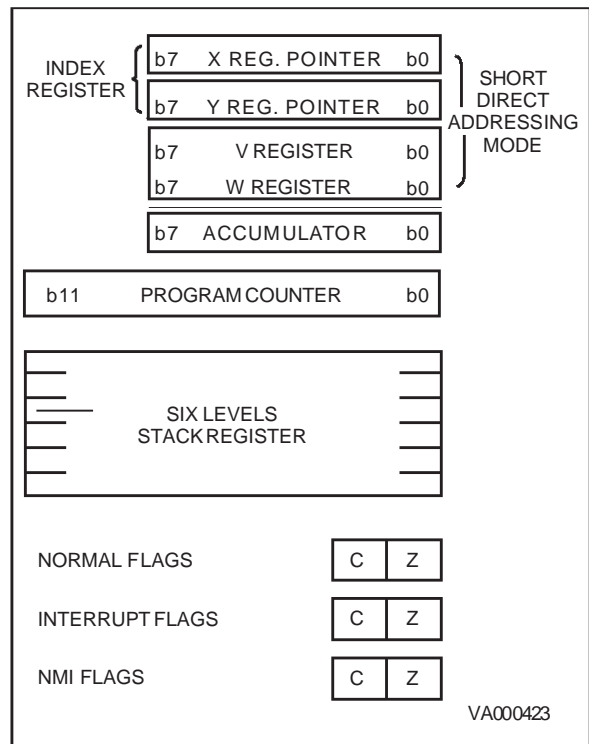 INDEX
REGISTER
b7 X REG. POINTER b0
b7 Y REG. POINTER b0
b7 V REGISTER b0
b7 W REGISTER b0
SHORT
DIRECT
ADDRESSING
MODE
b7 ACCUMULATOR b0
b11 PROGRAM COUNTER b0
SIX LEVELS
STACK REGISTER
NORMAL FLAGS C Z
INTERRUPT FLAGS C Z
NMI FLAGS C Z
VA000423